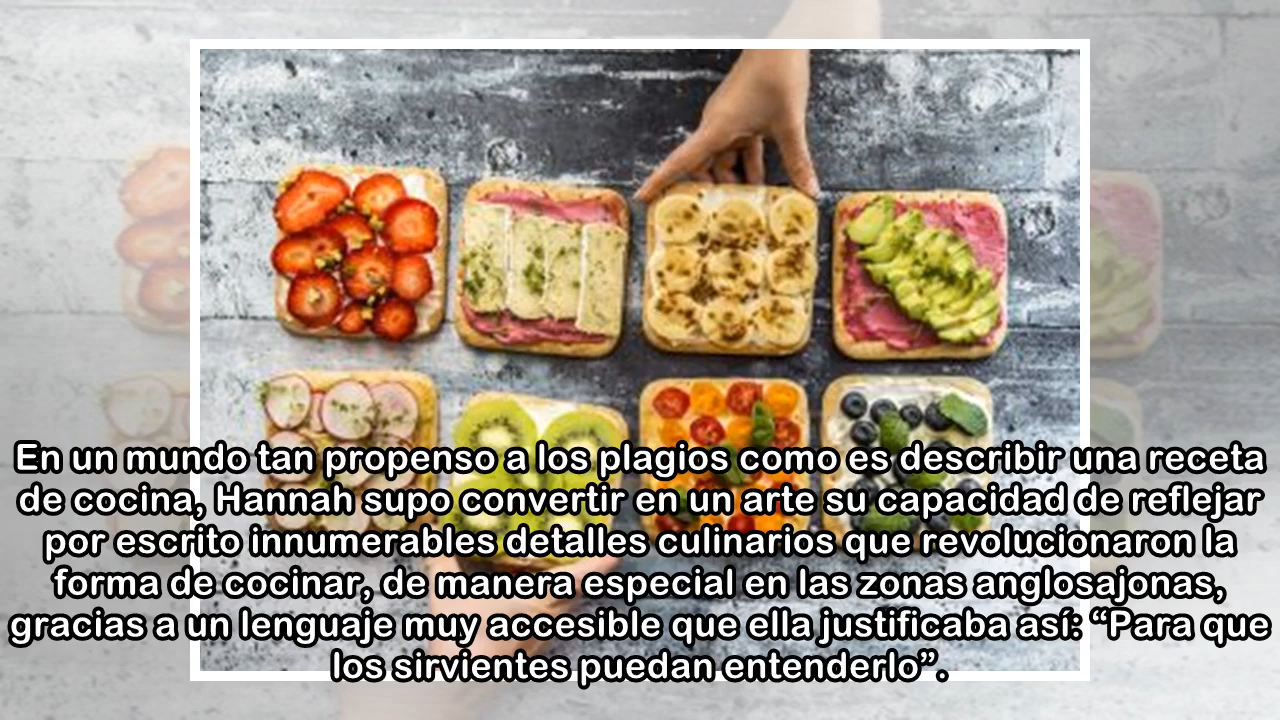 En un mundo tan propenso a los plagios como es describir una receta
de cocina, Hannah supo convertir en un arte su capacidad de reflejar
por escrito innumerables detalles culinarios que revolucionaron la
forma de cocinar, de manera especial en las zonas anglosajonas,
gracias a un lenguaje muy accesible que ella justificaba así: “Para que
los sirvientes puedan entenderlo”.